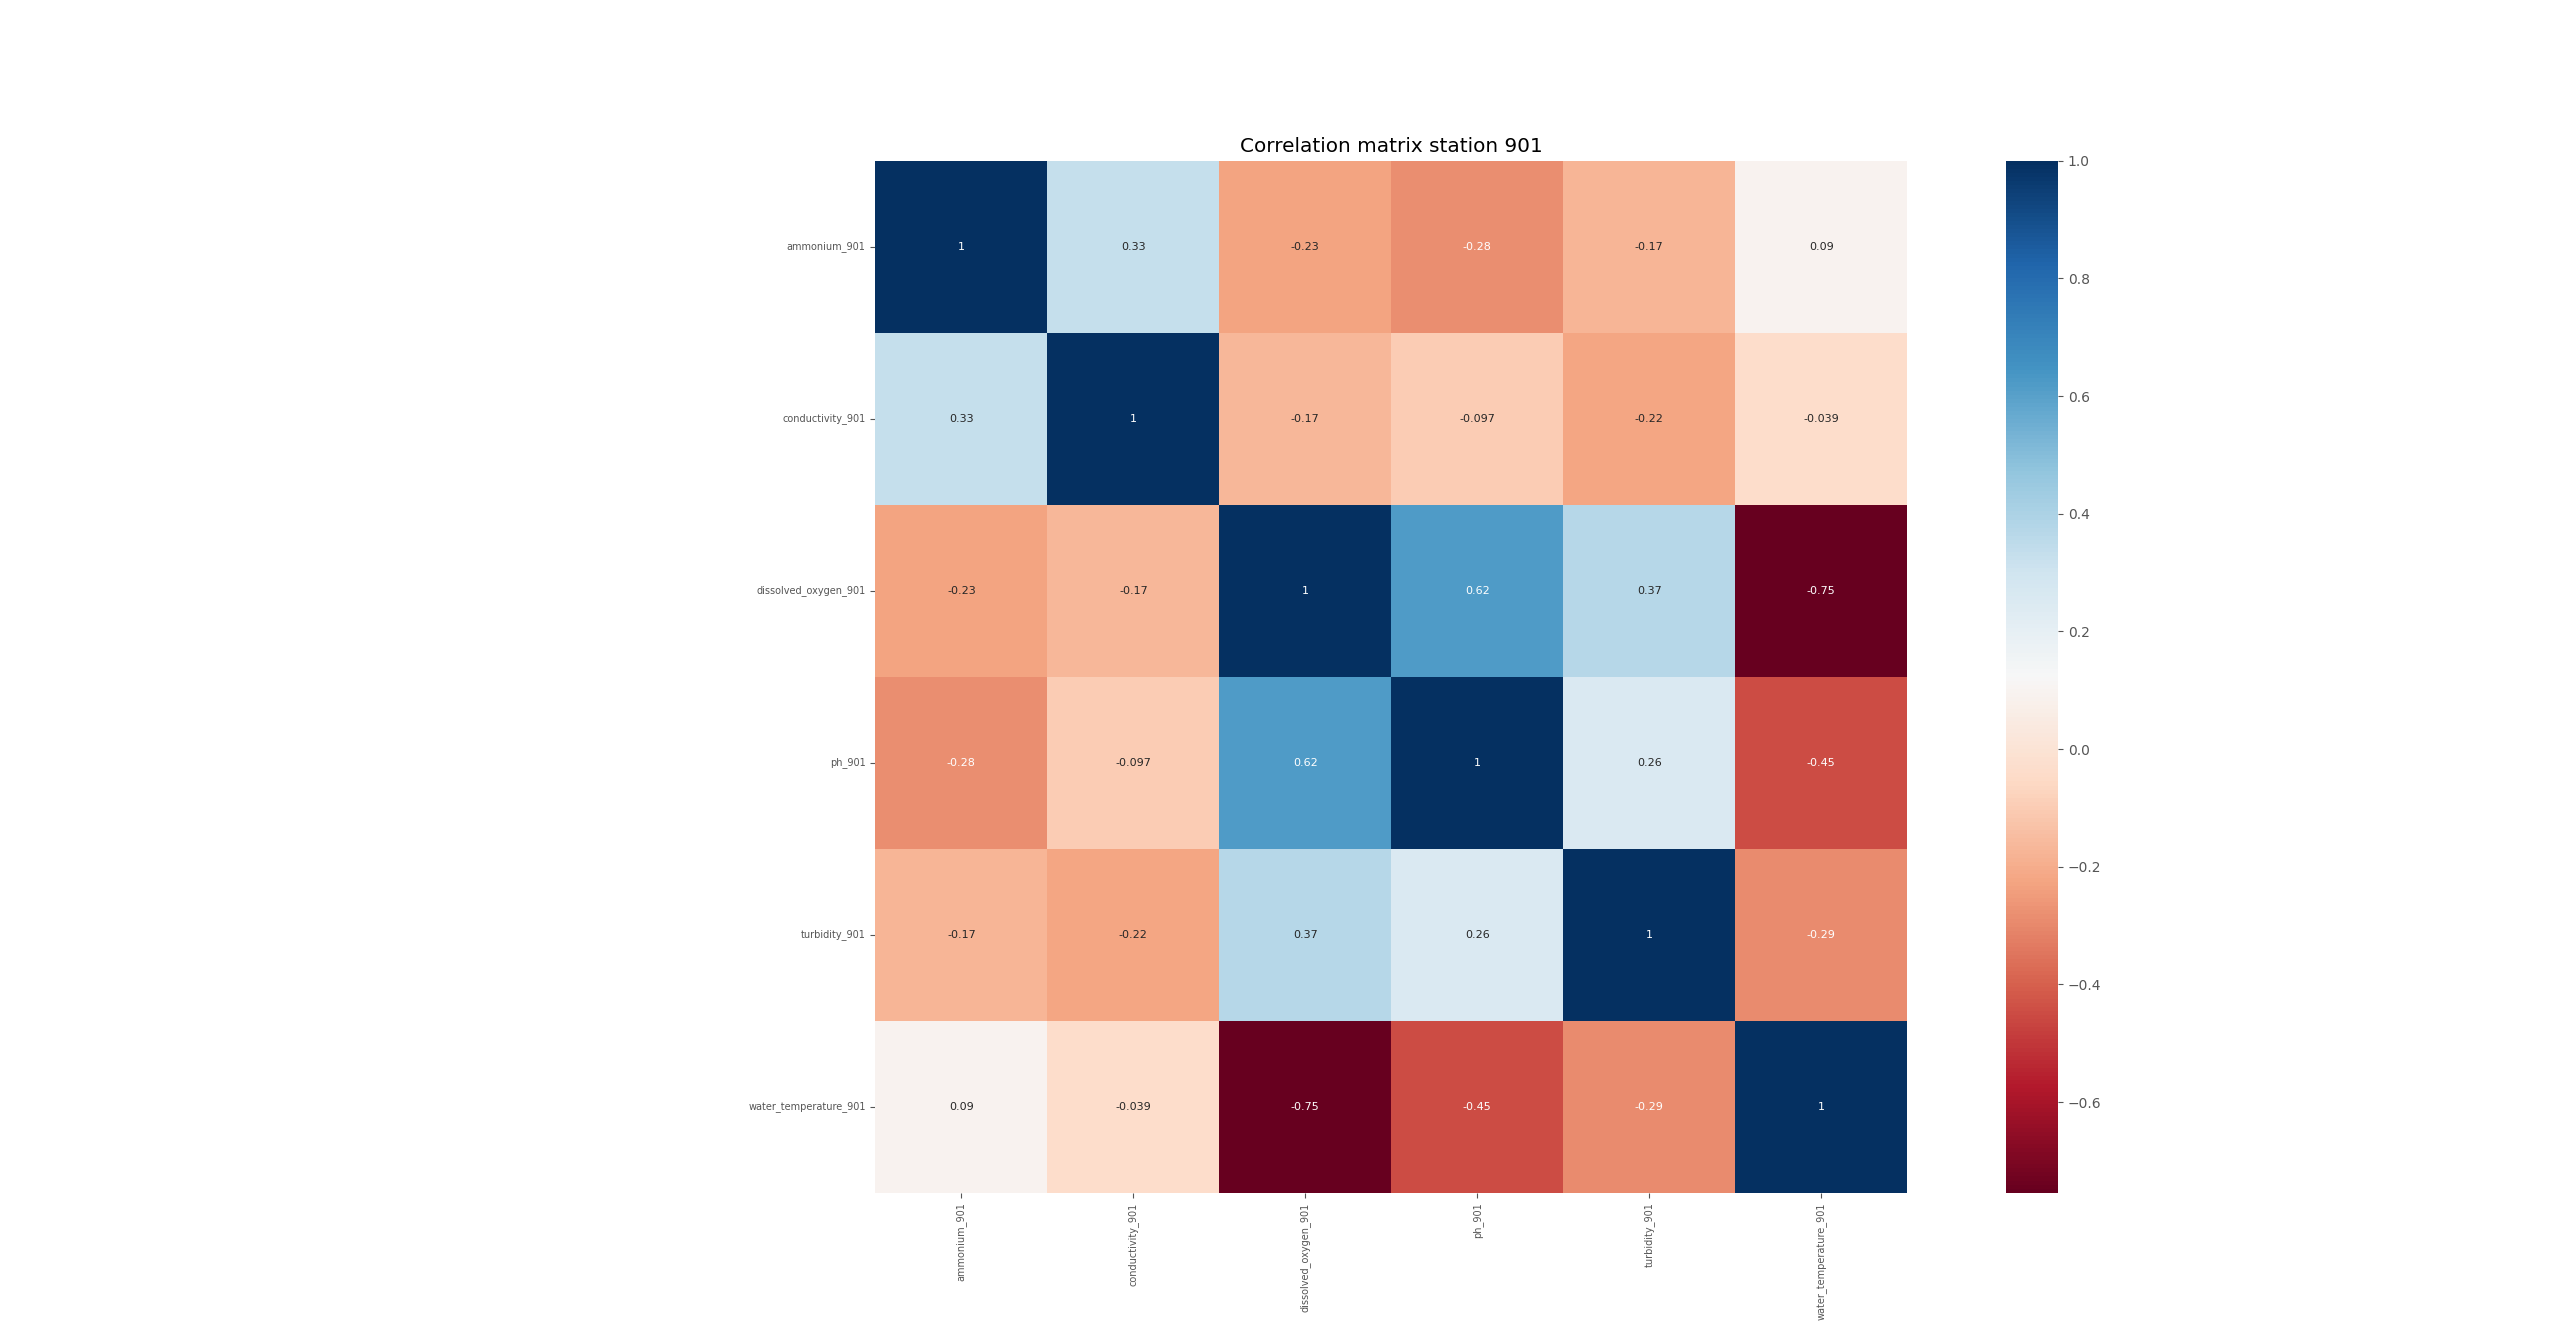 Correlation matrix station 901
ammonium_901 1 0.33 -0.23 -0.28 -0.17 0.09
conductivity_901 0.33 1 -0.17 -0.097 -0.22 -0.039
dissolved_oxygen_901 -0.23 -0.17 1 0.62 0.37 -0.75
ph_901 -0.28 -0.097 0.62 1 0.26 -0.45
turbidity_901 -0.17 -0.22 0.37 0.26 1 -0.29
water_temperature_901 0.09 -0.039 -0.75 -0.45 -0.29 1
ammonium_901
conductivity_901
dissolved_oxygen_901
ph_901
turbidity_901
water_temperature_901
1.0
0.8
0.6
0.4
0.2
0.0
−0.2
−0.4
−0.6